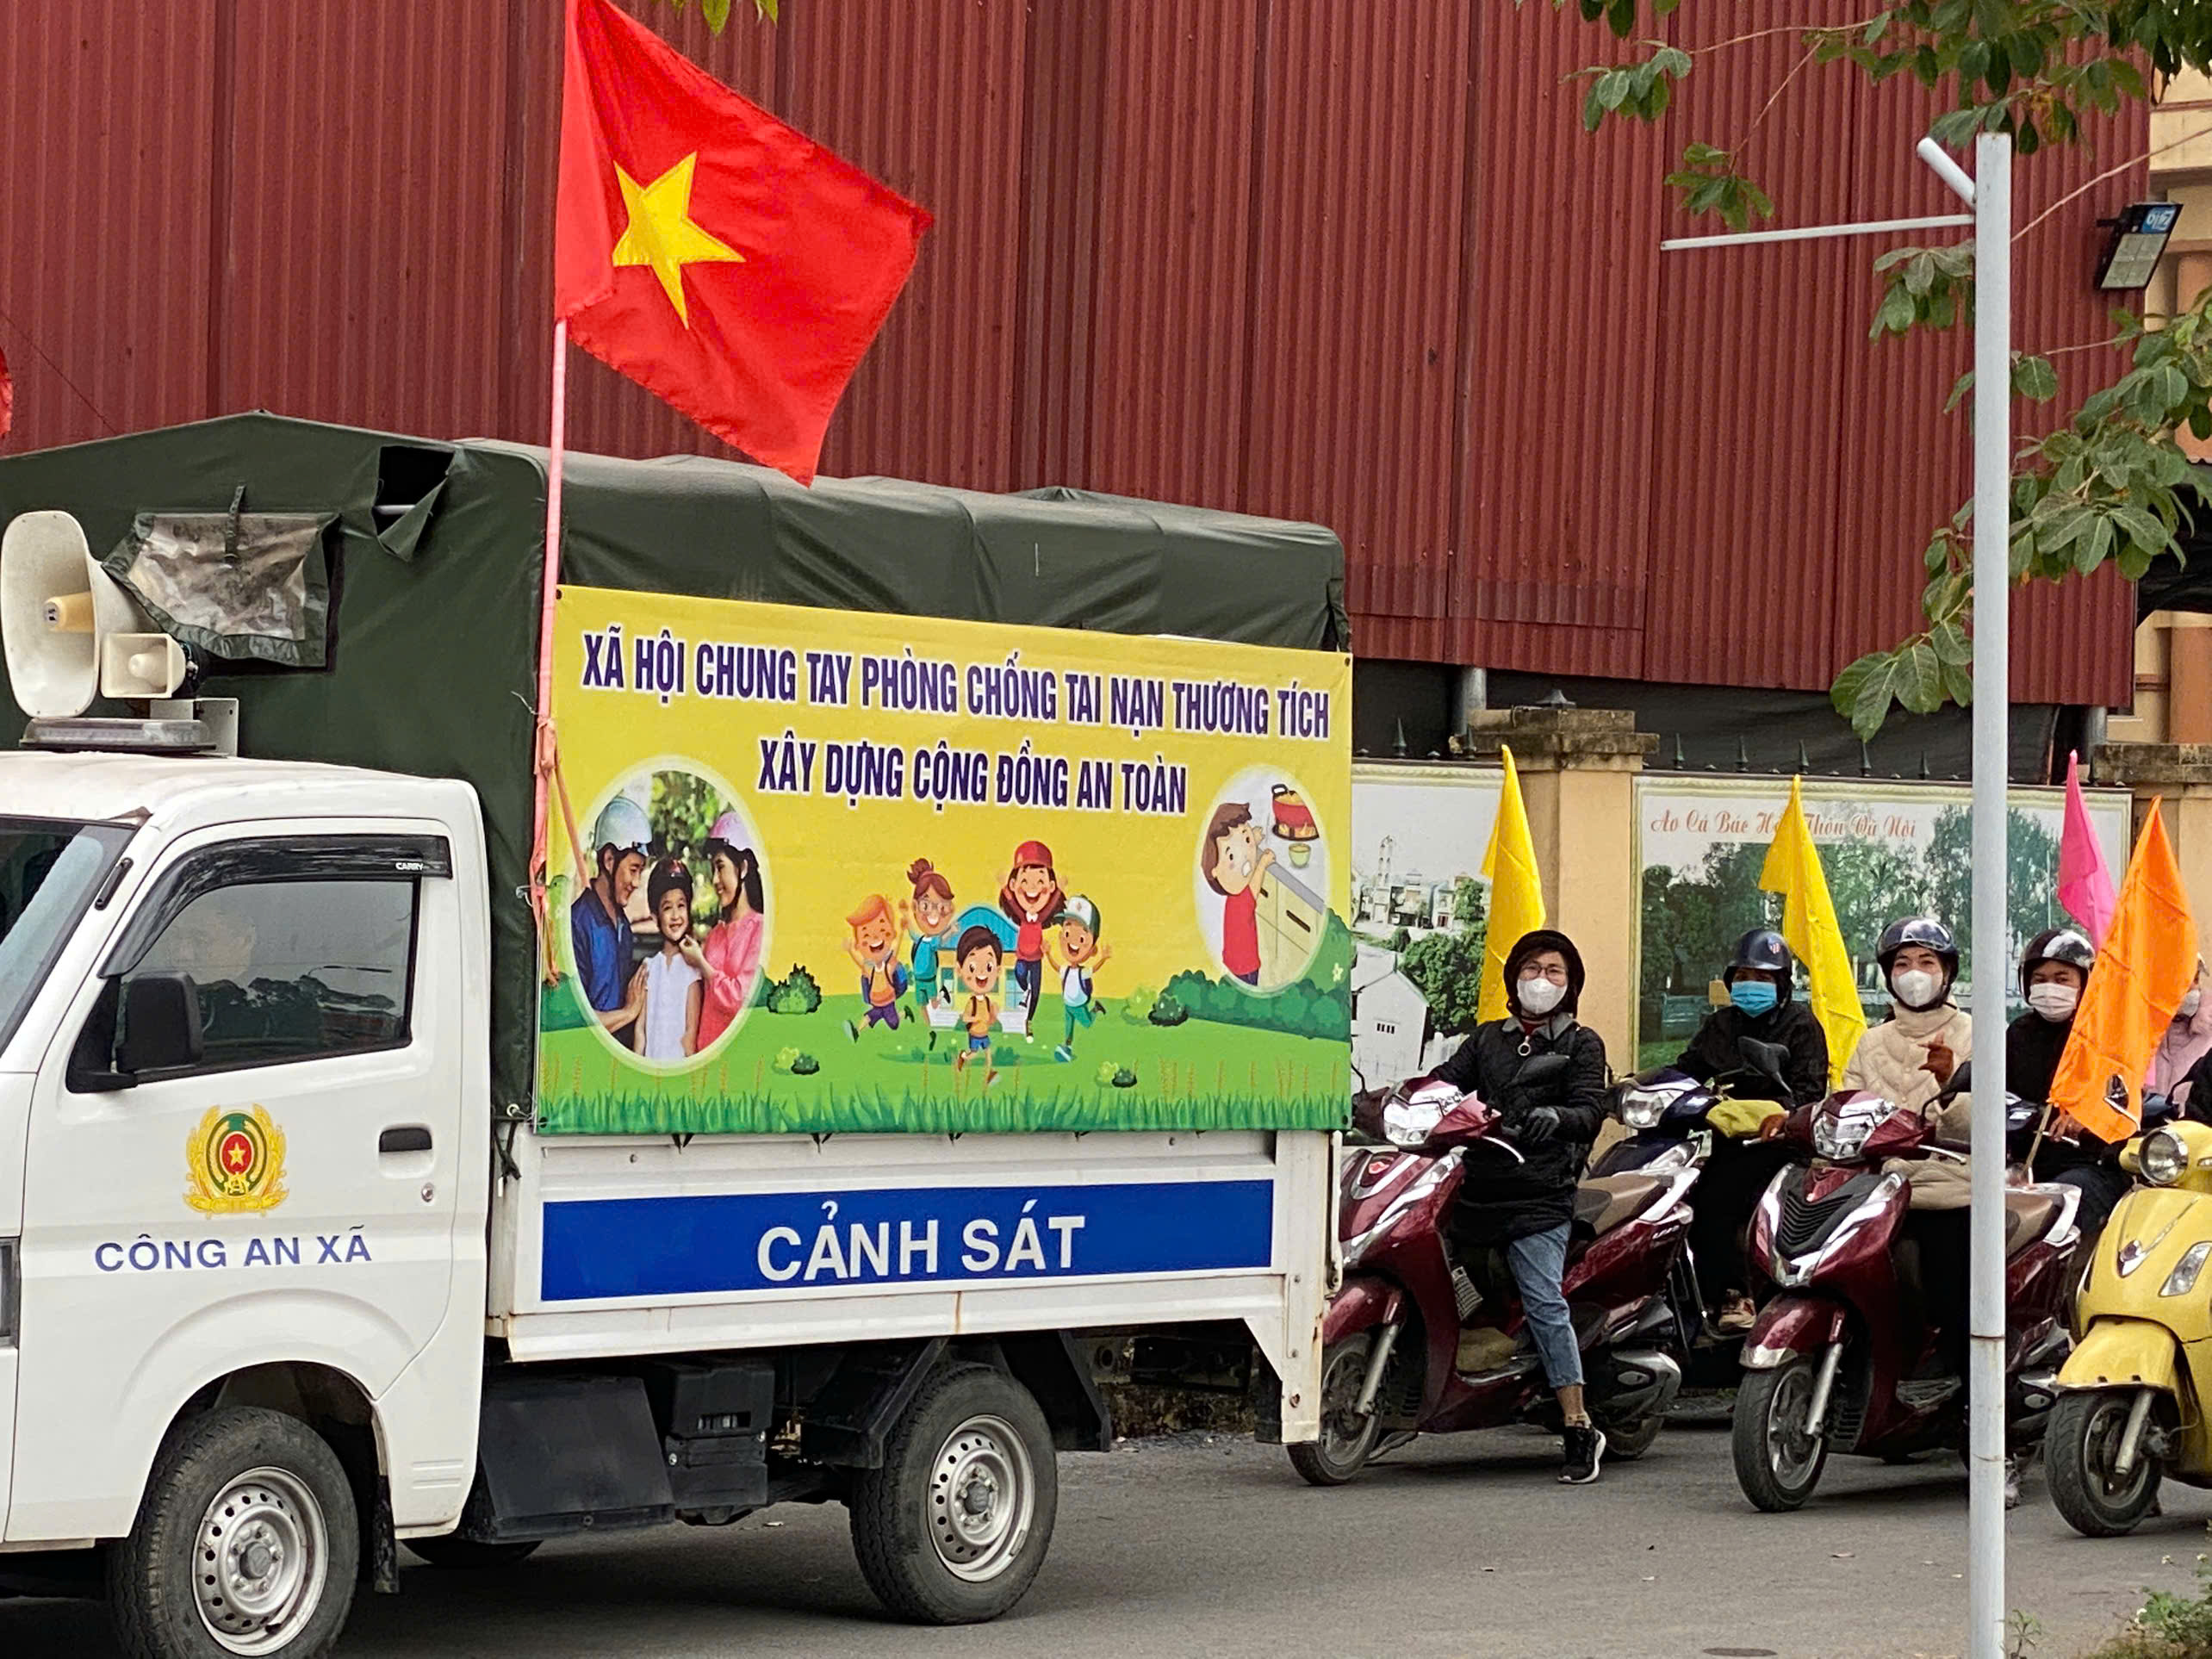 XÃ HỘI CHUNG TAY PHÒNG CHỐNG TAI NẠN THƯƠNG TÍCH
XÂY DỰNG CỘNG ĐỒNG AN TOÀN
CARRY
CÔNG AN XÃ
CẢNH SÁT